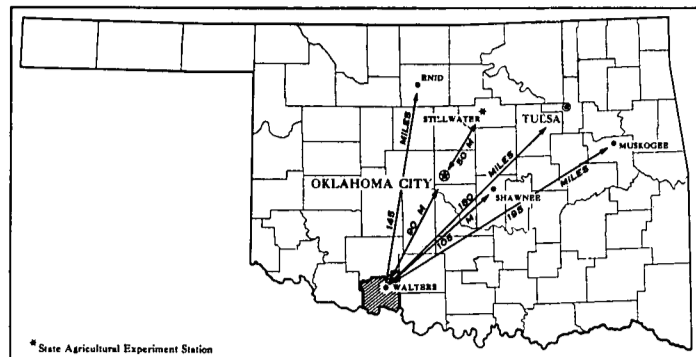 ENID
STILLWATER *
TULSA
MUSKOGEE
50 M
MILES
OKLAHOMA CITY
SHAWNEE
145
90 M
180
MILES
105
M
195
MILES
WALTERS
* State Agricultural Experiment Station